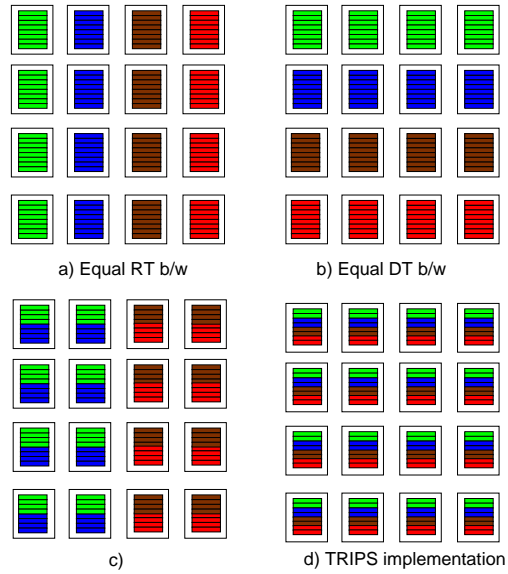 a) Equal RT b/w
b) Equal DT b/w
c)
d) TRIPS implementation